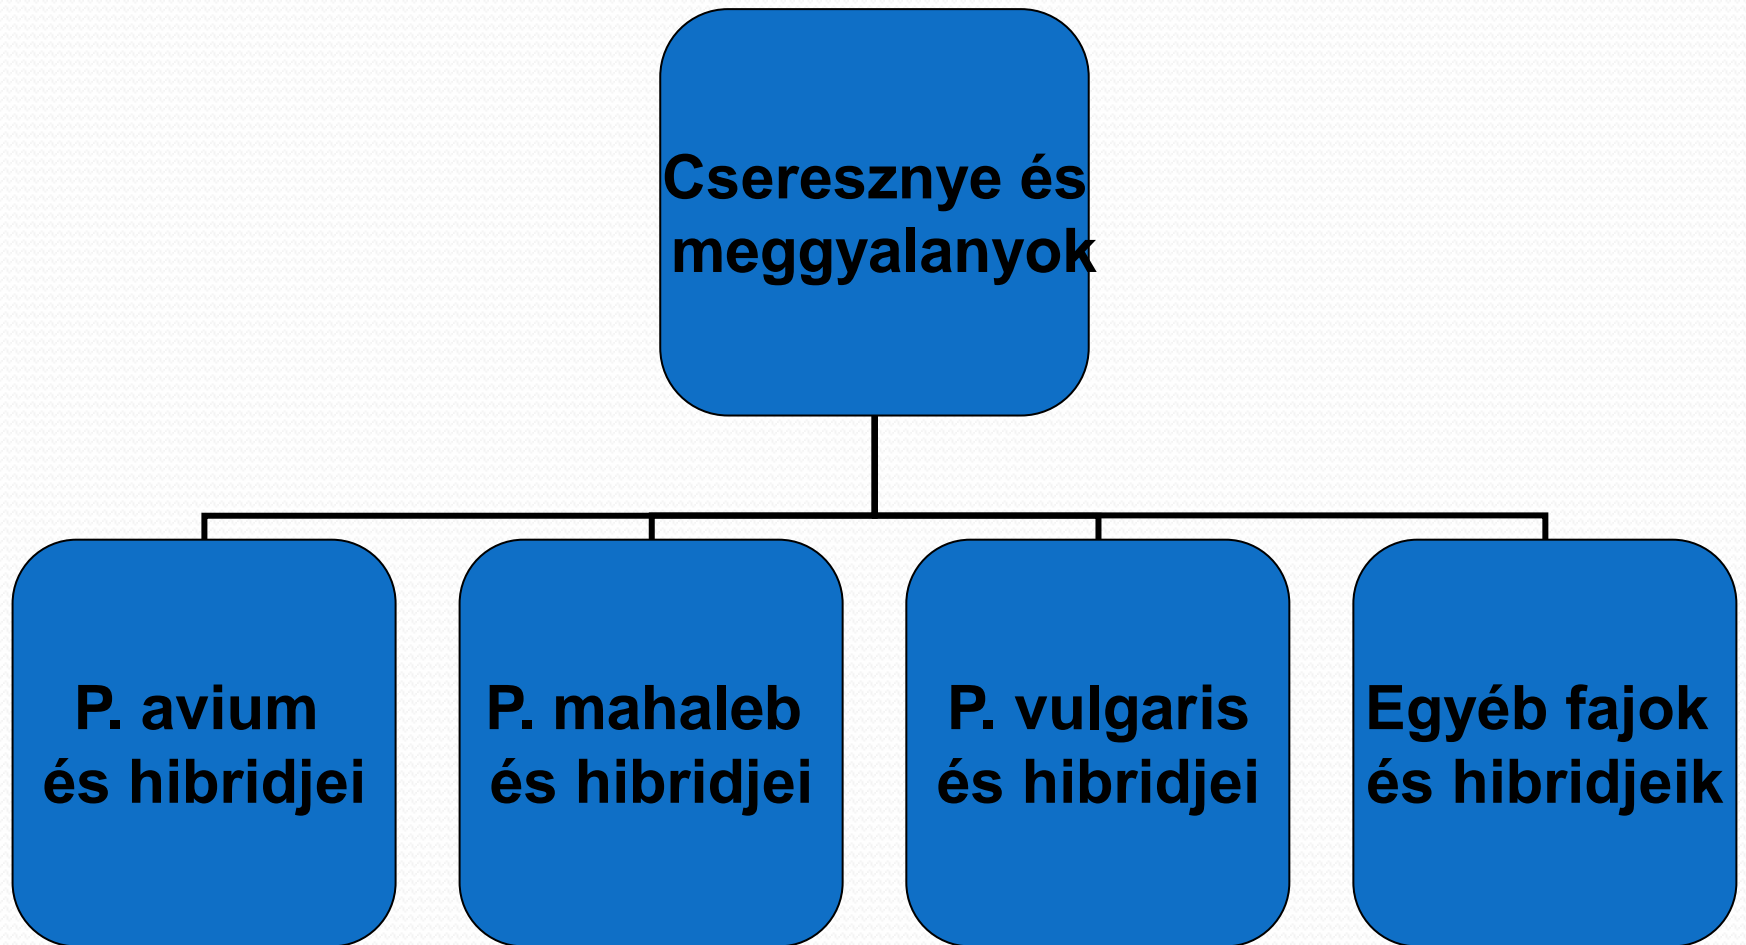 Cseresznye és
meggyalanyok
P. avium
és hibridjei
P. mahaleb
és hibridjei
P. vulgaris
és hibridjei
Egyéb fajok
és hibridjeik